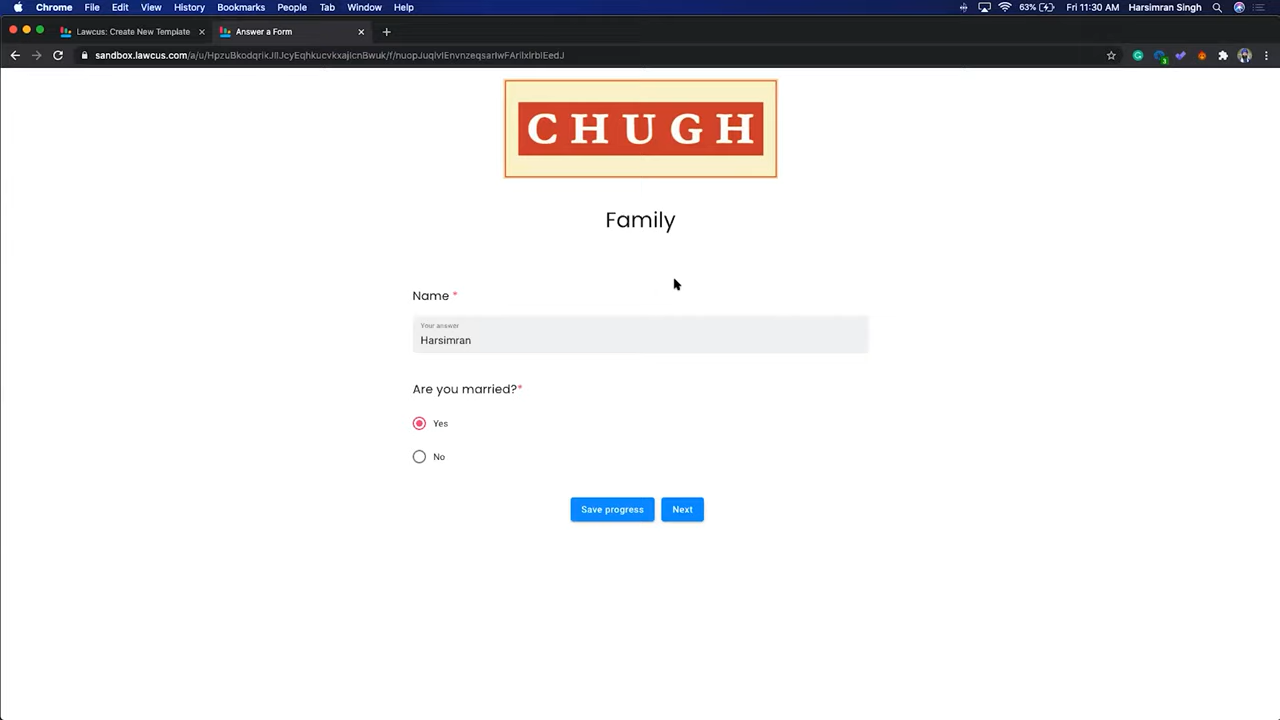 Chrome File Edit View History Bookmarks People Tab Window Help 63% Fri 11:30 AM Harsimran Singh
Lawcus: Create New Template Answer a Form
3
CHUGH
Family
Name *
Your answer
Harsimran
Are you married?*
Yes
No
Save progress Next